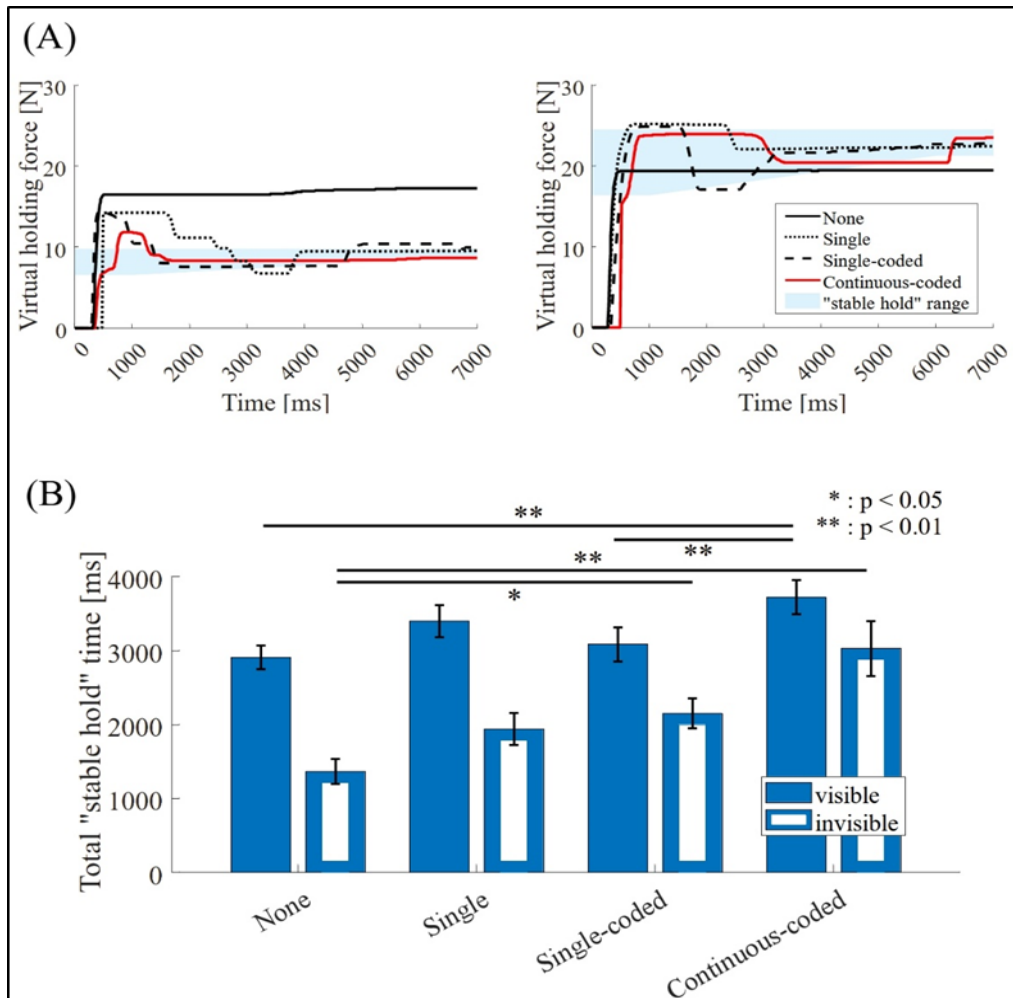 (A)
Virtual holding force [N]
30
20
10
0
0 1000 2000 3000 4000 5000 6000 7000
Time [ms]
Virtual holding force [N]
30
20
10
0
0 1000 2000 3000 4000 5000 6000 7000
Time [ms]
None
Single
Single-coded
Continuous-coded
"stable hold" range
(B)
* : p < 0.05
** : p < 0.01
**
**
**
*
Total "stable hold" time [ms]
4000
3000
2000
1000
0
visible
invisible
None
Single
Single-coded
Continuous-coded